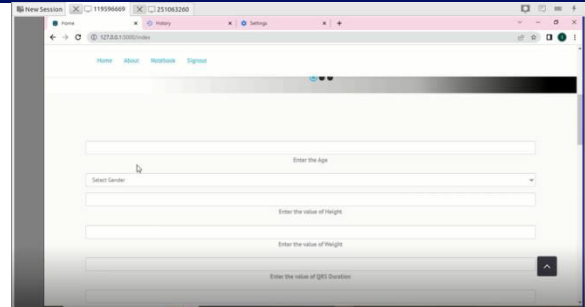 New Session 119596669 251063260
Home History Settings
127.0.0.1:5000/index
Home About Notebook Signout
Enter the Age
Select Gender
Enter the value of Height
Enter the value of Weight
Enter the value of QRS Duration